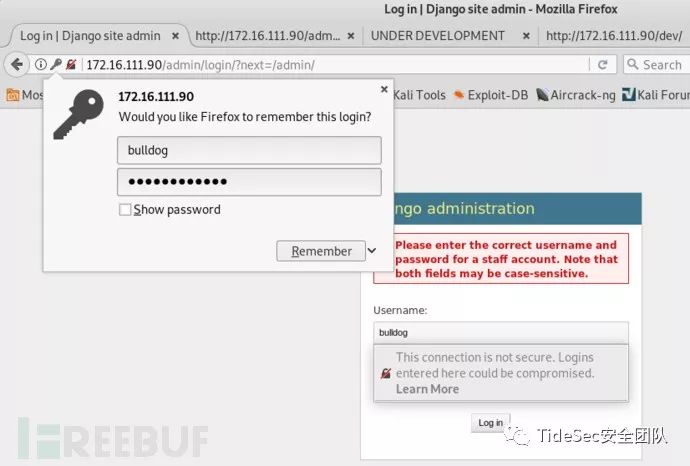 Log in | Django site admin - Mozilla Firefox
Log in | Django site admin × http://172.16.111.90/adm... × UNDER DEVELOPMENT × http://172.16.111.90/dev/
172.16.111.90/admin/login/?next=/admin/ Search
Mos Kali Tools Exploit-DB Aircrack-ng Kali Forum
172.16.111.90
Would you like Firefox to remember this login?
bulldog
●●●●●●●●●●●●
Show password
Remember
ngo administration
Please enter the correct username and
password for a staff account. Note that
both fields may be case-sensitive.
Username:
bulldog
This connection is not secure. Logins
entered here could be compromised.
Learn More
Log in
FREEBUF
TideSec安全团队